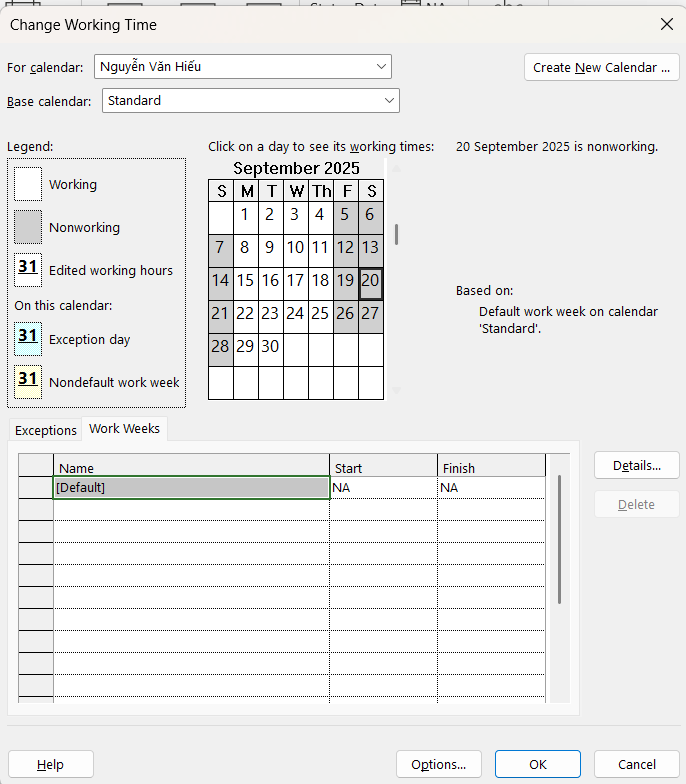 Change Working Time
For calendar: Nguyễn Văn Hiếu
Create New Calendar ...
Base calendar: Standard
Legend:
Click on a day to see its working times:
20 September 2025 is nonworking.
Working
Nonworking
31 Edited working hours
On this calendar:
31 Exception day
31 Nondefault work week
September 2025
S M T W Th F S
1 2 3 4 5 6
7 8 9 10 11 12 13
14 15 16 17 18 19 20
21 22 23 24 25 26 27
28 29 30
Based on:
Default work week on calendar
'Standard'.
Exceptions Work Weeks
Name Start Finish
[Default] NA NA
Details...
Delete
Help Options... OK Cancel